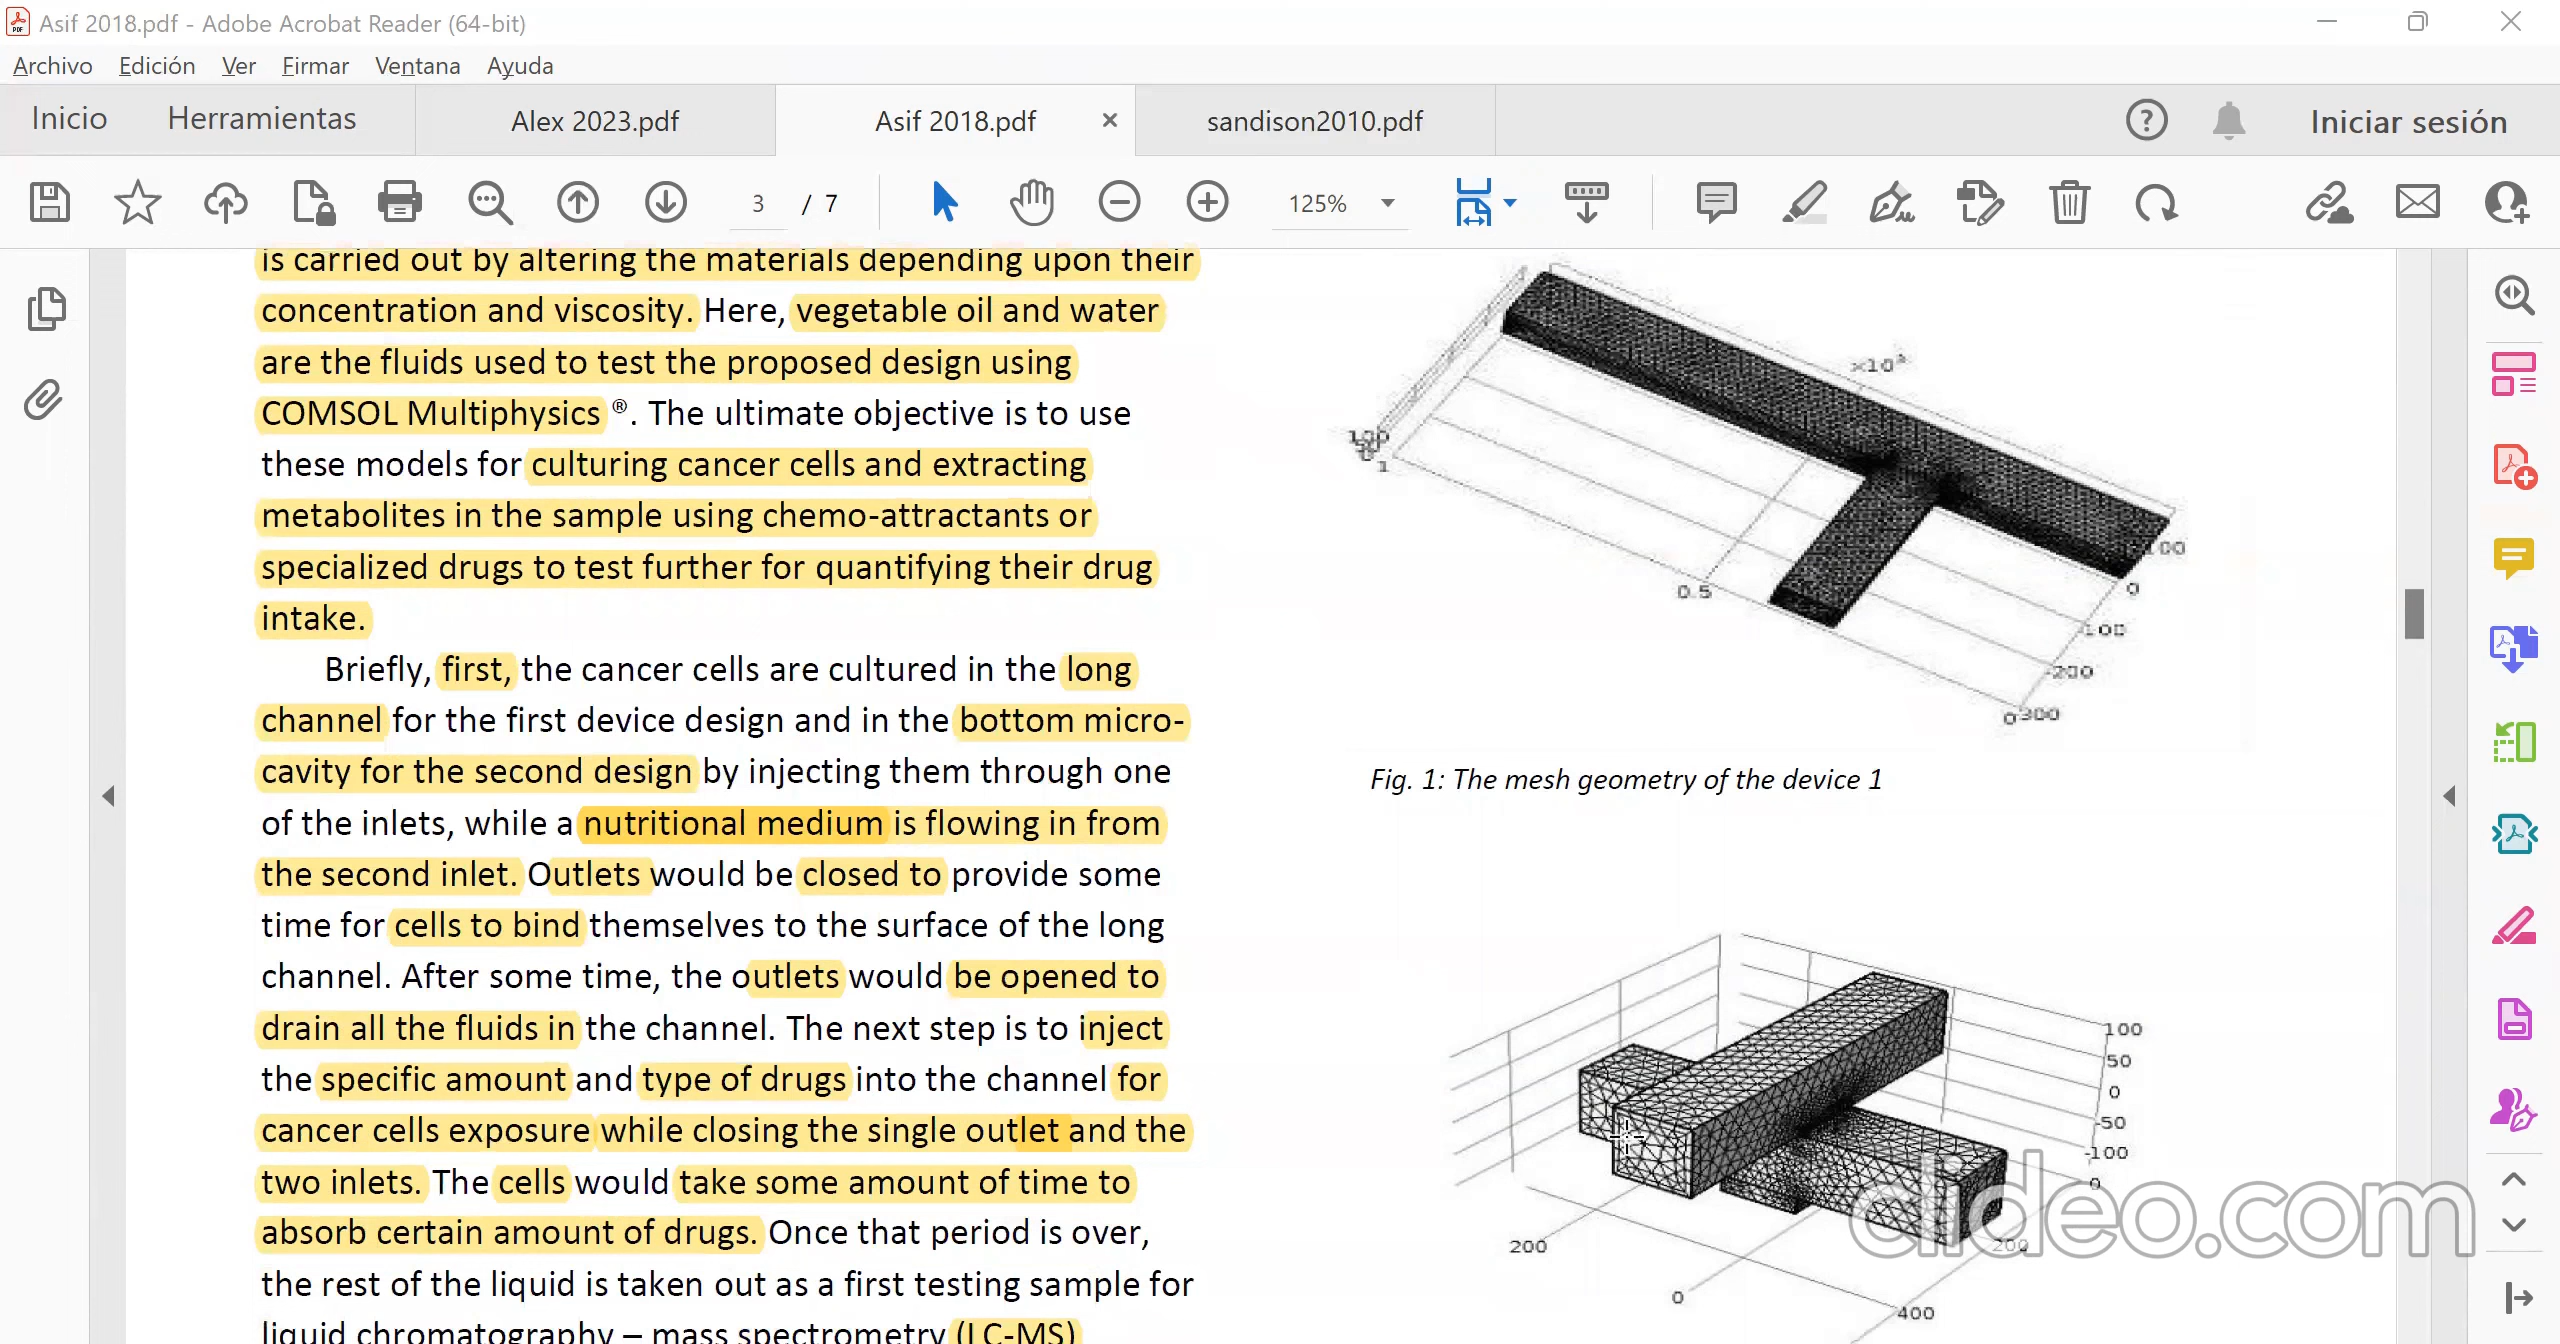 Asif 2018.pdf - Adobe Acrobat Reader (64-bit)
Archivo Edición Ver Firmar Ventana Ayuda
Inicio Herramientas Alex 2023.pdf Asif 2018.pdf × sandison2010.pdf Iniciar sesión
3 / 7 125%
is carried out by altering the materials depending upon their
concentration and viscosity. Here, vegetable oil and water
are the fluids used to test the proposed design using
COMSOL Multiphysics ®. The ultimate objective is to use
these models for culturing cancer cells and extracting
metabolites in the sample using chemo-attractants or
specialized drugs to test further for quantifying their drug
intake.
Briefly, first, the cancer cells are cultured in the long
channel for the first device design and in the bottom micro-
cavity for the second design by injecting them through one
of the inlets, while a nutritional medium is flowing in from
the second inlet. Outlets would be closed to provide some
time for cells to bind themselves to the surface of the long
channel. After some time, the outlets would be opened to
drain all the fluids in the channel. The next step is to inject
the specific amount and type of drugs into the channel for
cancer cells exposure while closing the single outlet and the
two inlets. The cells would take some amount of time to
absorb certain amount of drugs. Once that period is over,
the rest of the liquid is taken out as a first testing sample for
liquid chromatography – mass spectrometry (LC-MS)
1
0.5
0
100
0
-200
Fig. 1: The mesh geometry of the device 1
100
50
0
-50
-100
0
200
200
0
400
clideo.com